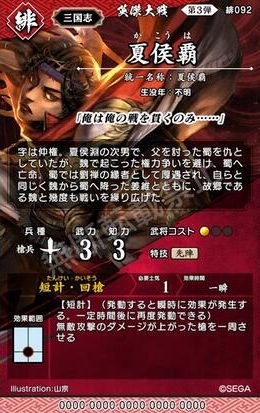 緋
三国志
英傑大戦
第3弾
緋092
かこうは
夏侯覇
統一名称：夏侯覇
生没年：不明
「俺は俺の戦を貫くのみ……」
字は仲権。夏侯淵の次男で、父を討った蜀を仇と
していたが、魏で起こった権力争いを避け、蜀へ
亡命。蜀では劉禅の縁者として厚遇され、自らと
同じく魏から蜀へ降った姜維とともに、故郷であ
る魏と幾度も戦いを繰り広げた。
兵種 武力 知力 武将コスト
槍兵 3 3 特技 先陣
たんけい・かいそう 必要士気 効果時間
短計・回槍 1 一瞬
効果範囲
【短計】（発動すると瞬時に効果が発生す
る。一定時間後に再度発動できる）
無敵攻撃のダメージが上がった槍を一周さ
せる
Illustration:山宗 ©SEGA
0000-0000-0000-0000-0000